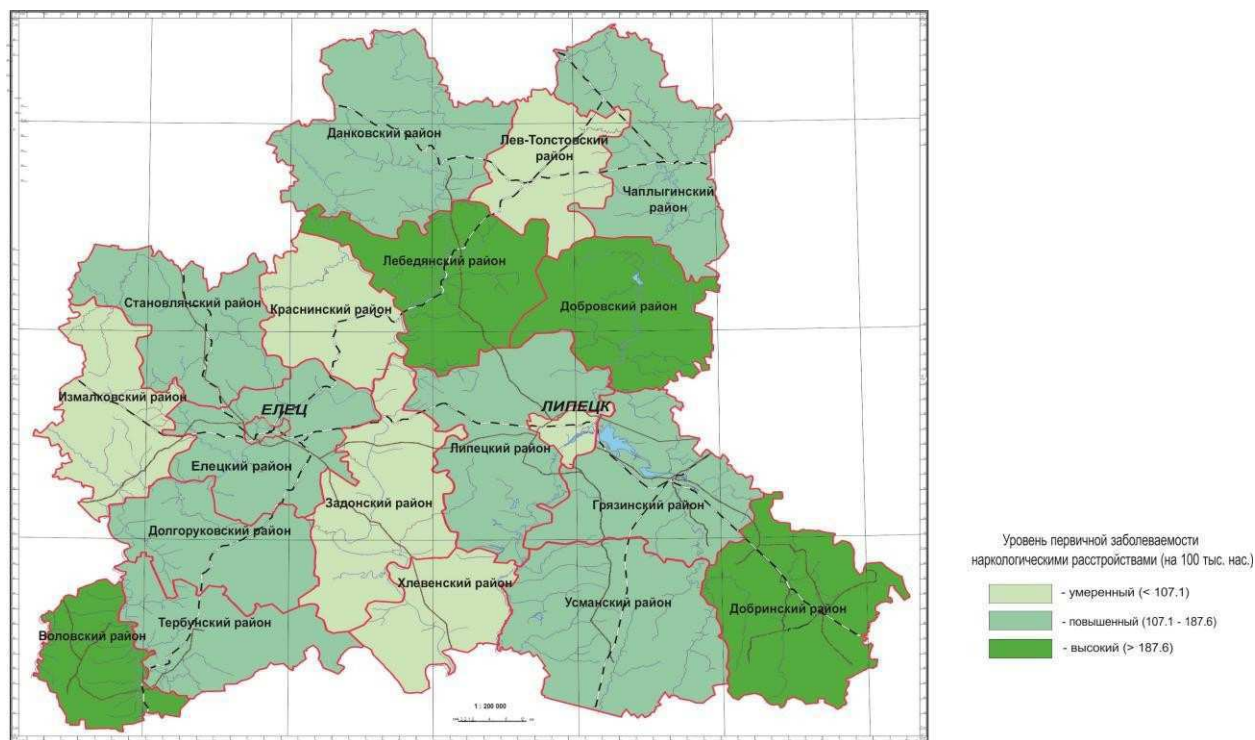 Данковский район
Лев-Толстовский
район
Чаплыгинский
район
Лебедянский район
Добровский район
Становлянский район
Краснинский район
Измалковский район
ЕЛЕЦ
ЛИПЕЦК
Елецкий район
Липецкий район
Задонский район
Грязинский район
Долгоруковский район
Хлевенский район
Усманский район
Добринский район
Воловский район
Тербунский район
1 : 200 000
Уровень первичной заболеваемости
наркологическими расстройствами (на 100 тыс. нас.)
- умеренный (< 107.1)
- повышенный (107.1 - 187.6)
- высокий (> 187.6)